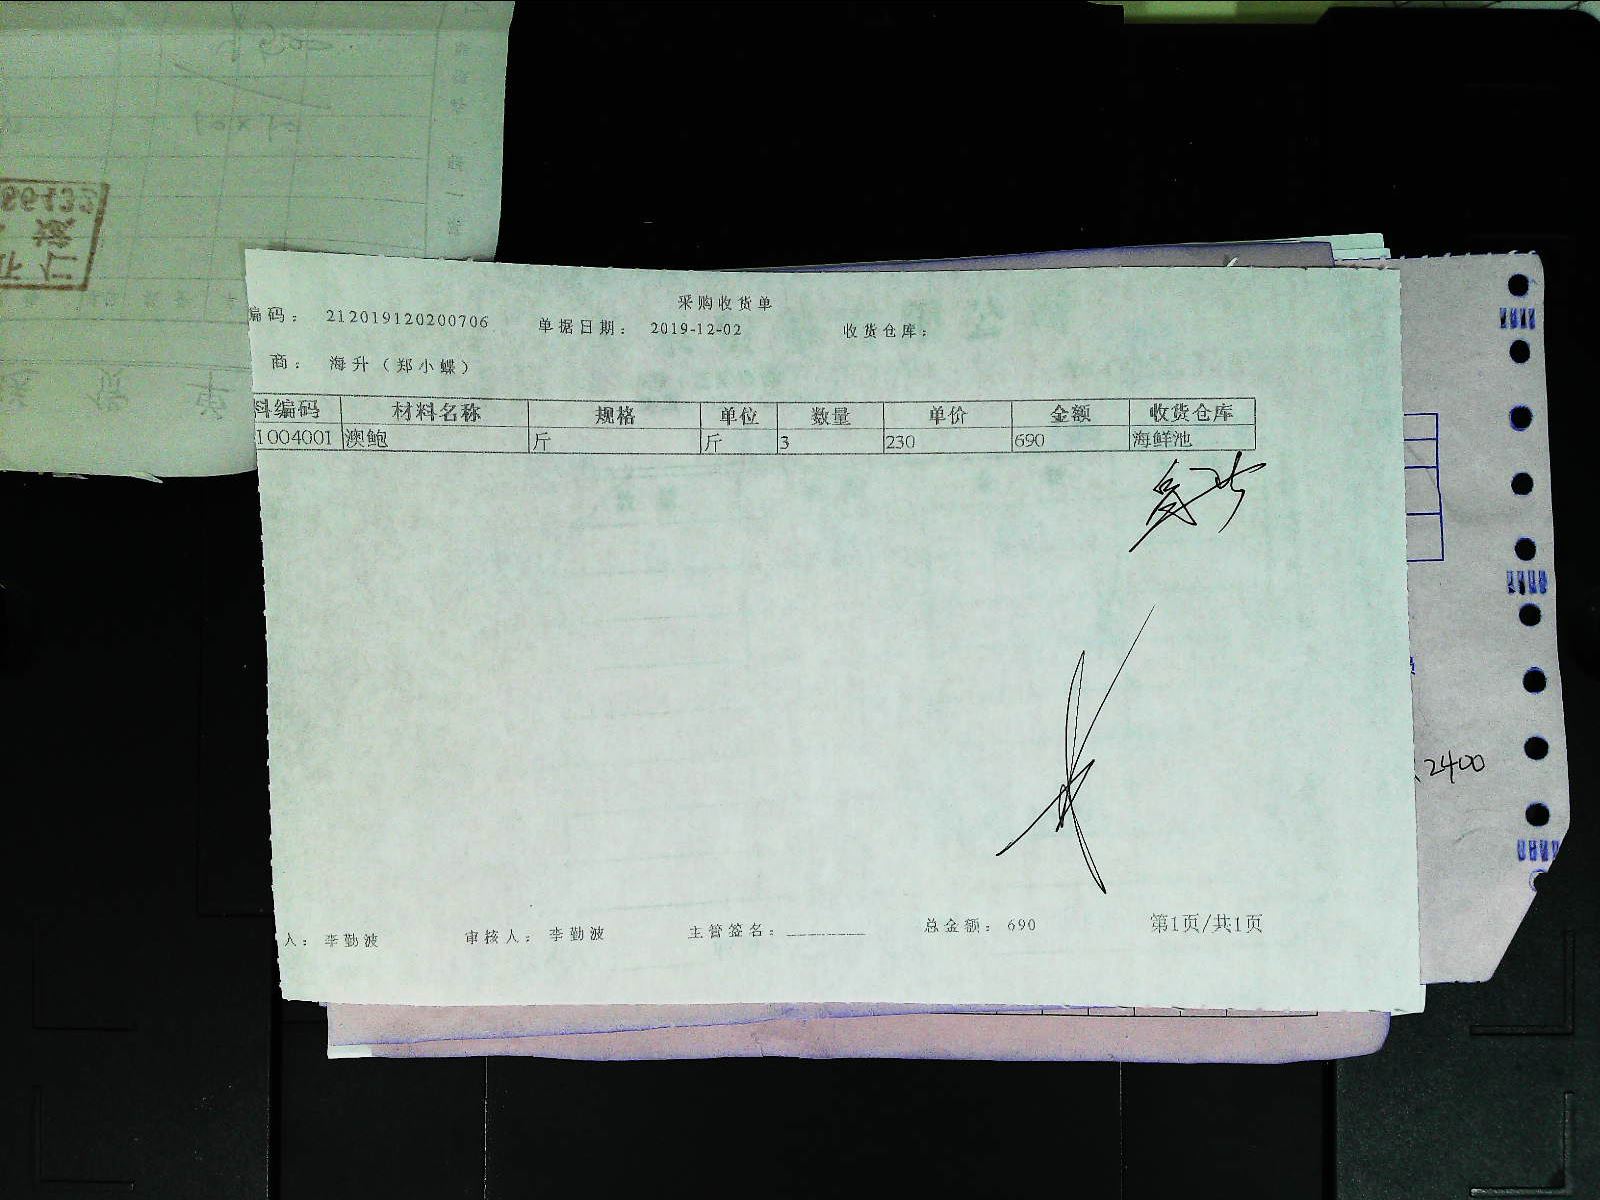 采购收货单
编码： 212019120200706 单据日期： 2019-12-02 收货仓库：
商： 海升（郑小蝶）
料编码 材料名称 规格 单位 数量 单价 金额 收货仓库
1004001 澳鲍 斤 斤 3 230 690 海鲜池
2400
人： 李勤波 审核人： 李勤波 主管签名：________ 总金额： 690 第1页/共1页